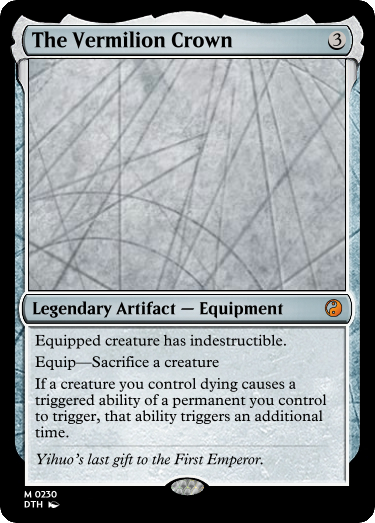 The Vermilion Crown 3
Legendary Artifact — Equipment
Equipped creature has indestructible.
Equip—Sacrifice a creature
If a creature you control dying causes a
triggered ability of a permanent you control
to trigger, that ability triggers an additional
time.
Yihuo's last gift to the First Emperor.
M 0230
DTH